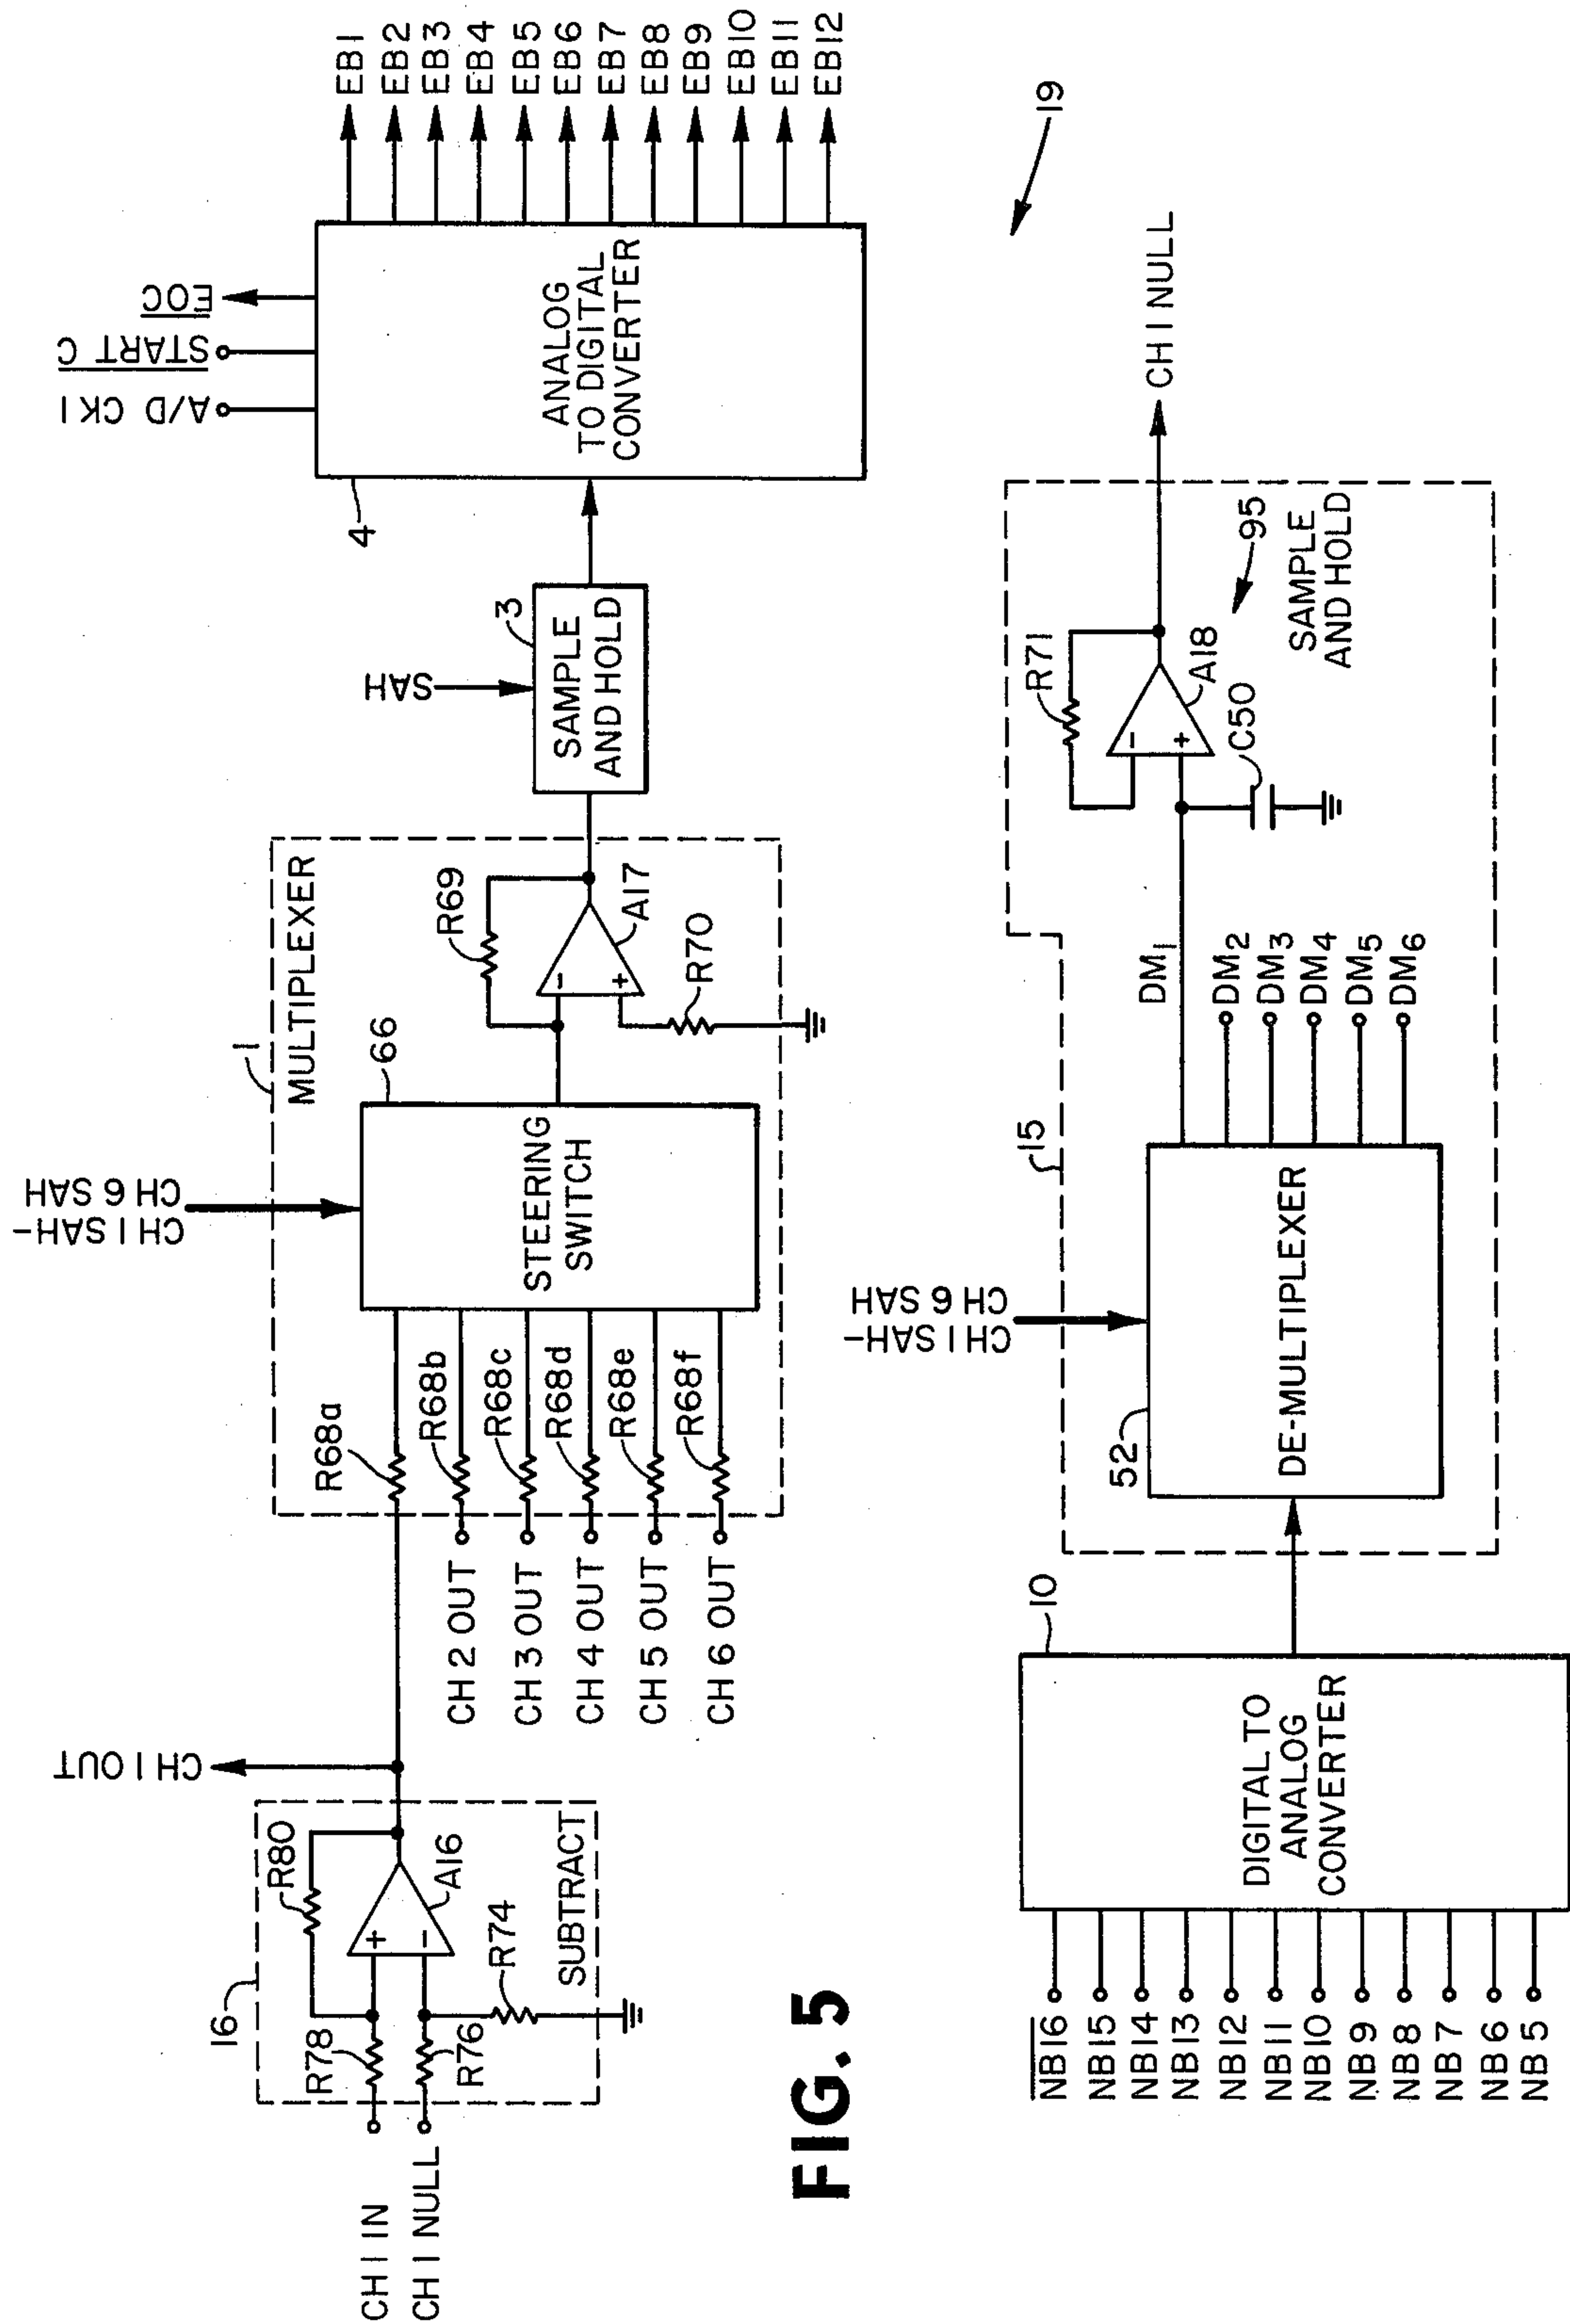 CH 1 IN
CH 1 NULL
16
R78
R76
R80
A16
R74
SUBTRACT
CH 1 OUT
CH 2 OUT
CH 3 OUT
CH 4 OUT
CH 5 OUT
CH 6 OUT
R68a
R68b
R68c
R68d
R68e
R68f
CH 1 SAH-
CH 6 SAH
1
MULTIPLEXER
66
STEERING
SWITCH
R69
A17
R70
SAH
3
SAMPLE
AND HOLD
4
A/D CK1
START C
EOC
ANALOG
TO DIGITAL
CONVERTER
EB1
EB2
EB3
EB4
EB5
EB6
EB7
EB8
EB9
EB10
EB11
EB12
FIG. 5
NB16
NB15
NB14
NB13
NB12
NB11
NB10
NB9
NB8
NB7
NB6
NB5
10
DIGITAL TO
ANALOG
CONVERTER
CH 1 SAH-
CH 6 SAH
15
52
DE-MULTIPLEXER
DM1
DM2
DM3
DM4
DM5
DM6
R71
A18
C50
95
SAMPLE
AND HOLD
CH 1 NULL
19